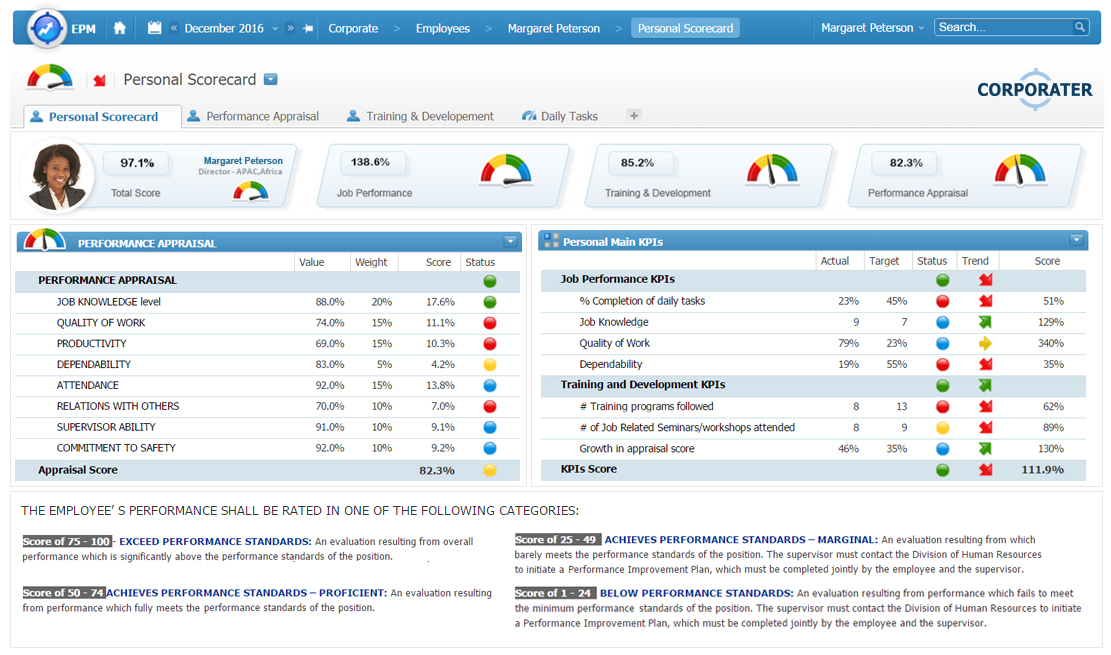 EPM « December 2016 » Corporate > Employees > Margaret Peterson > Personal Scorecard Margaret Peterson Search...
Personal Scorecard
CORPORATER
Personal Scorecard Performance Appraisal Training & Developement Daily Tasks +
97.1% Margaret Peterson 138.6% 85.2% 82.3%
Director - APAC,Africa
Total Score Job Performance Training & Development Performance Appraisal
PERFORMANCE APPRAISAL
Value Weight Score Status
PERFORMANCE APPRAISAL
JOB KNOWLEDGE level 88.0% 20% 17.6%
QUALITY OF WORK 74.0% 15% 11.1%
PRODUCTIVITY 69.0% 15% 10.3%
DEPENDABILITY 83.0% 5% 4.2%
ATTENDANCE 92.0% 15% 13.8%
RELATIONS WITH OTHERS 70.0% 10% 7.0%
SUPERVISOR ABILITY 91.0% 10% 9.1%
COMMITMENT TO SAFETY 92.0% 10% 9.2%
Appraisal Score 82.3%
Personal Main KPIs
Actual Target Status Trend Score
Job Performance KPIs
% Completion of daily tasks 23% 45% 51%
Job Knowledge 9 7 129%
Quality of Work 79% 23% 340%
Dependability 19% 55% 35%
Training and Development KPIs
# Training programs followed 8 13 62%
# of Job Related Seminars/workshops attended 8 9 89%
Growth in appraisal score 46% 35% 130%
KPIs Score 111.9%
THE EMPLOYEE' S PERFORMANCE SHALL BE RATED IN ONE OF THE FOLLOWING CATEGORIES:
Score of 75 - 100 - EXCEED PERFORMANCE STANDARDS: An evaluation resulting from overall
performance which is significantly above the performance standards of the position.
Score of 50 - 74 ACHIEVES PERFORMANCE STANDARDS – PROFICIENT: An evaluation resulting
from performance which fully meets the performance standards of the position.
Score of 25 - 49 ACHIEVES PERFORMANCE STANDARDS – MARGINAL: An evaluation resulting from which
barely meets the performance standards of the position. The supervisor must contact the Division of Human Resources
to initiate a Performance Improvement Plan, which must be completed jointly by the employee and the supervisor.
Score of 1 - 24 BELOW PERFORMANCE STANDARDS: An evaluation resulting from performance which fails to meet
the minimum performance standards of the position. The supervisor must contact the Division of Human Resources to initiate
a Performance Improvement Plan, which must be completed jointly by the employee and the supervisor.